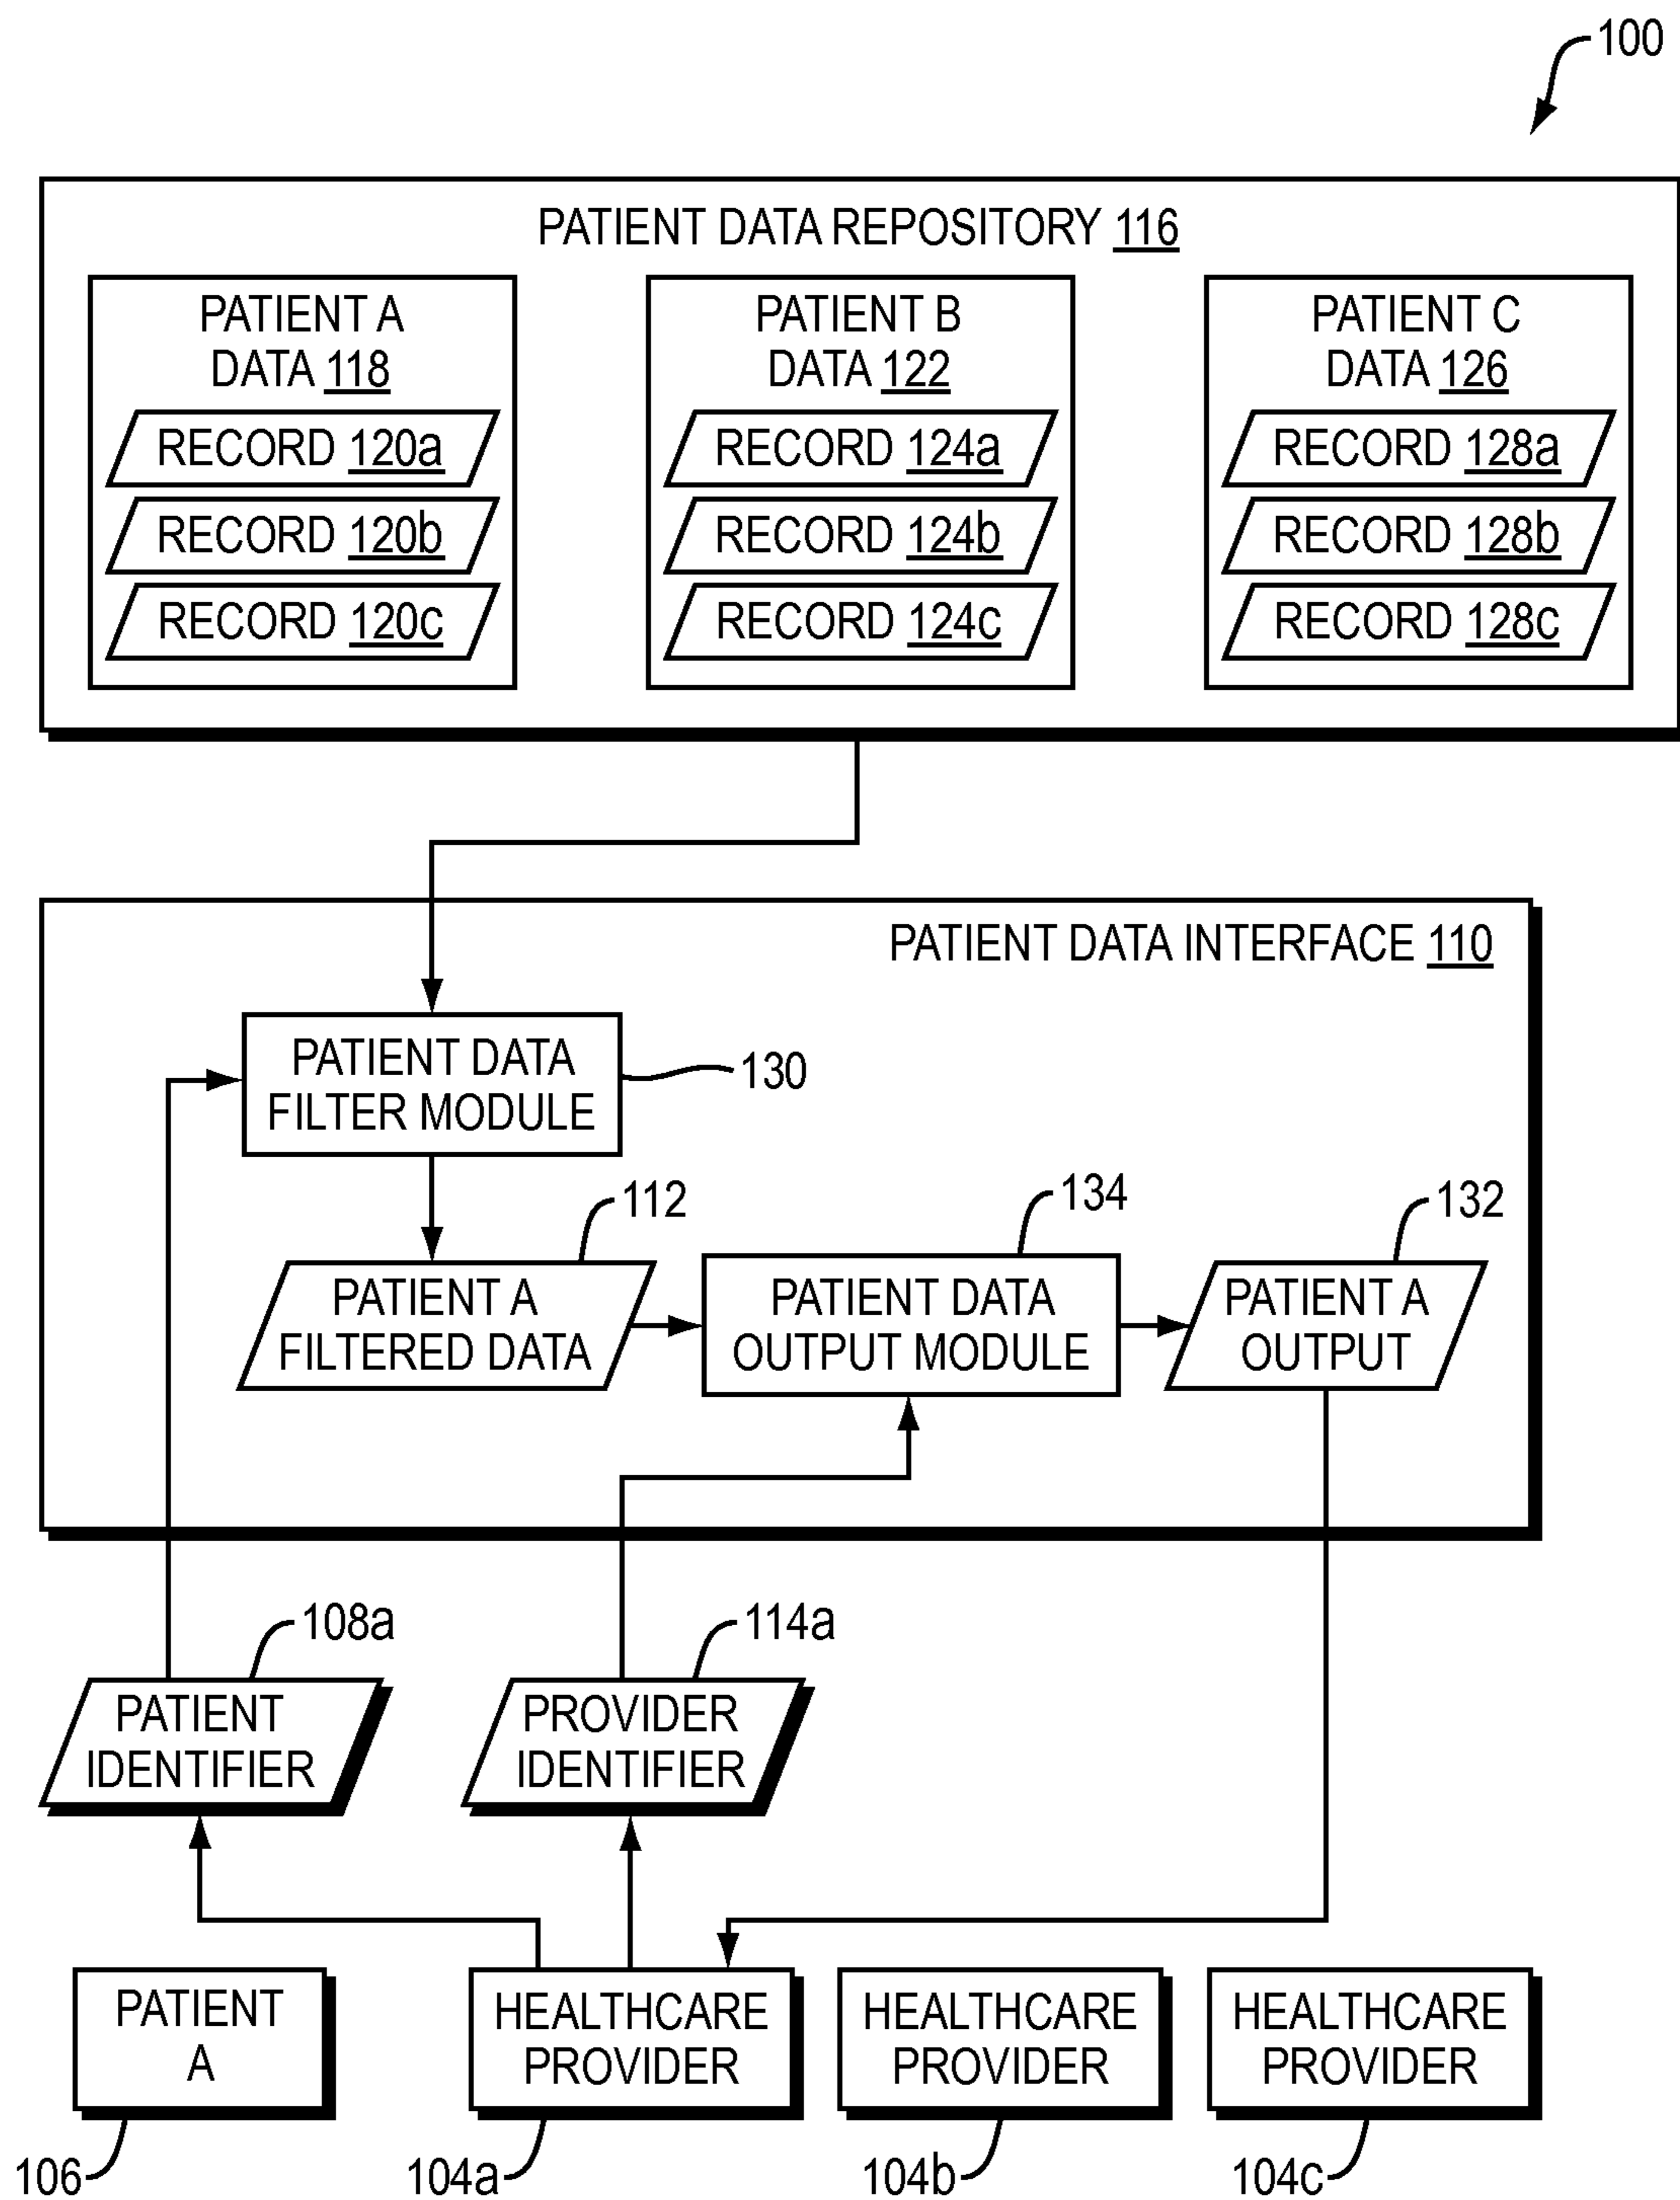 100
PATIENT DATA REPOSITORY 116
PATIENT A
DATA 118
RECORD 120a
RECORD 120b
RECORD 120c
PATIENT B
DATA 122
RECORD 124a
RECORD 124b
RECORD 124c
PATIENT C
DATA 126
RECORD 128a
RECORD 128b
RECORD 128c
PATIENT DATA INTERFACE 110
PATIENT DATA
FILTER MODULE
130
112
134
132
PATIENT A
FILTERED DATA
PATIENT DATA
OUTPUT MODULE
PATIENT A
OUTPUT
108a
114a
PATIENT
IDENTIFIER
PROVIDER
IDENTIFIER
PATIENT
A
HEALTHCARE
PROVIDER
HEALTHCARE
PROVIDER
HEALTHCARE
PROVIDER
106
104a
104b
104c